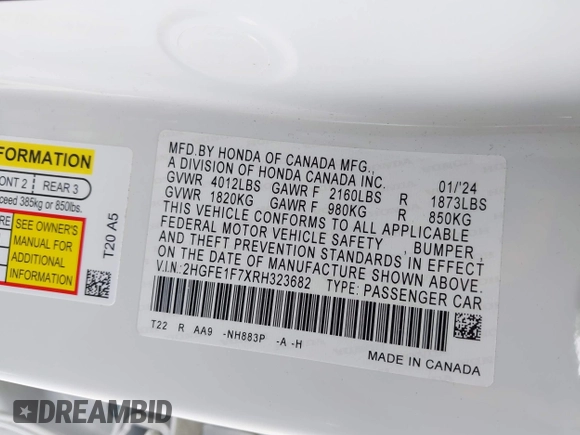 FORMATION
ONT 2 REAR 3
ceed 385kg or 850lbs.
RE
SEE OWNER'S
MANUAL FOR
ADDITIONAL
INFORMATION
T20 A5
MFD.BY HONDA OF CANADA MFG.,
A DIVISION OF HONDA CANADA INC. 01/'24
GVWR 4012LBS GAWR F 2160LBS R 1873LBS
GVWR 1820KG GAWR F 980KG R 850KG
THIS VEHICLE CONFORMS TO ALL APPLICABLE
FEDERAL MOTOR VEHICLE SAFETY , BUMPER ,
AND THEFT PREVENTION STANDARDS IN EFFECT
ON THE DATE OF MANUFACTURE SHOWN ABOVE.
V.I.N.:2HGFE1F7XRH323682 TYPE: PASSENGER CAR
T22 R AA9 -NH883P -A -H
MADE IN CANADA
DREAMBID